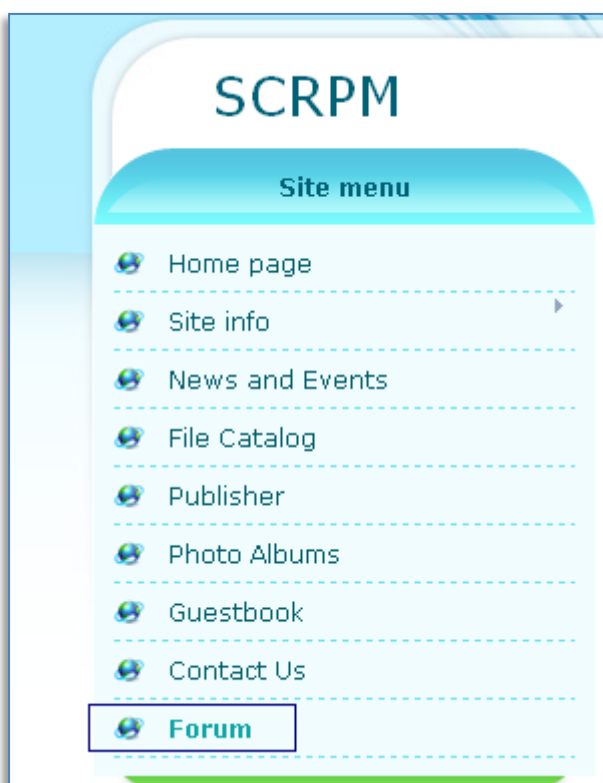 SCRPM
Site menu
Home page
Site info
News and Events
File Catalog
Publisher
Photo Albums
Guestbook
Contact Us
Forum